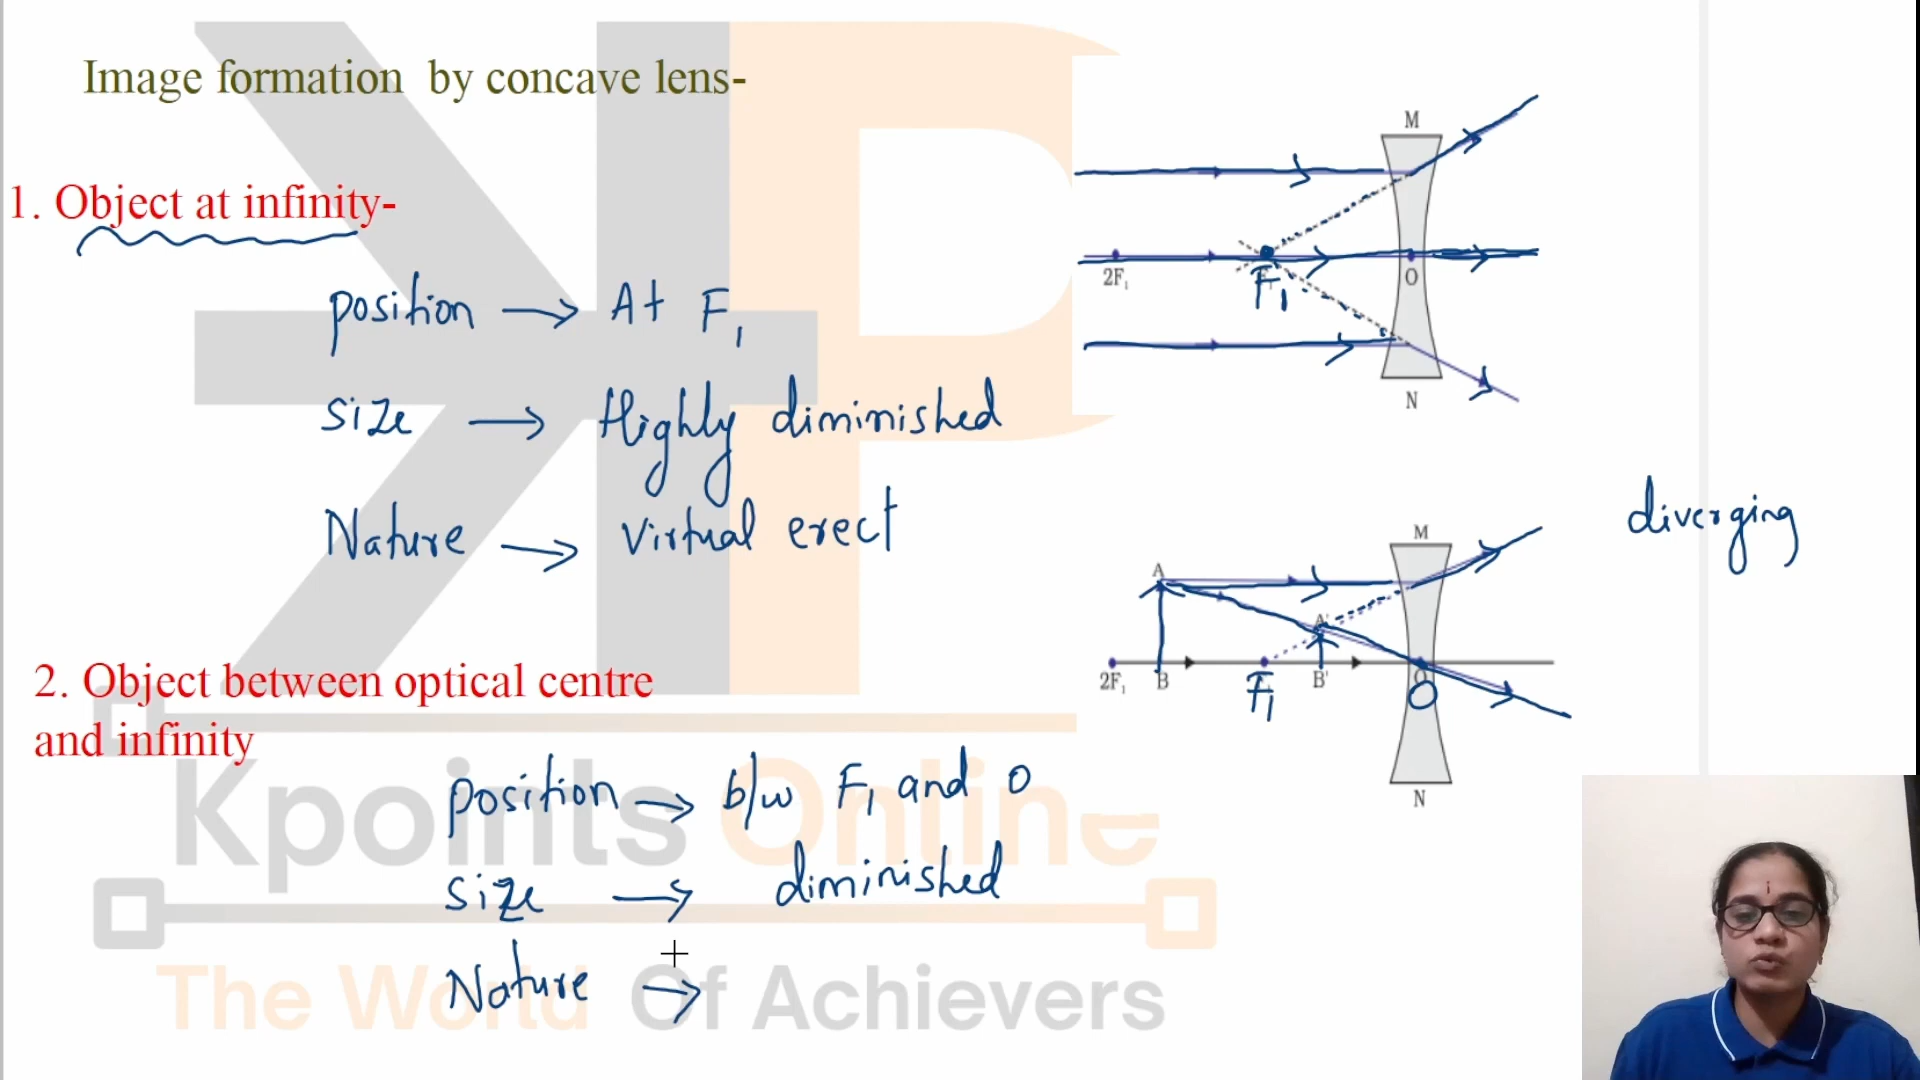 Image formation by concave lens-
1. Object at infinity-
position → At F₁
Size → Highly diminished
Nature → Virtual erect
2. Object between optical centre
and infinity
position → b/w F₁ and O
Size → diminished
Nature →
M
2F₁
F₁
O
N
diverging
M
A
A'
2F₁
B
F₁
B'
O
N
Kpoints Online
The World Of Achievers